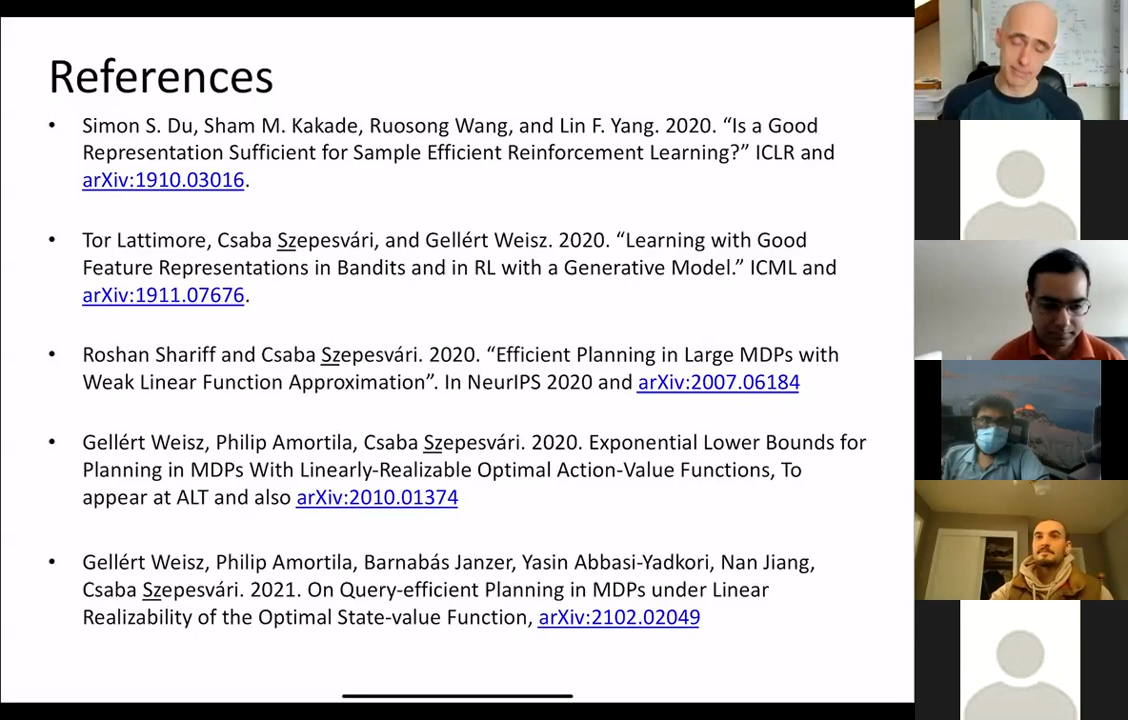 References
• Simon S. Du, Sham M. Kakade, Ruosong Wang, and Lin F. Yang. 2020. “Is a Good
Representation Sufficient for Sample Efficient Reinforcement Learning?” ICLR and
arXiv:1910.03016.
• Tor Lattimore, Csaba Szepesvári, and Gellért Weisz. 2020. “Learning with Good
Feature Representations in Bandits and in RL with a Generative Model.” ICML and
arXiv:1911.07676.
• Roshan Shariff and Csaba Szepesvári. 2020. “Efficient Planning in Large MDPs with
Weak Linear Function Approximation”. In NeurIPS 2020 and arXiv:2007.06184
• Gellért Weisz, Philip Amortila, Csaba Szepesvári. 2020. Exponential Lower Bounds for
Planning in MDPs With Linearly-Realizable Optimal Action-Value Functions, To
appear at ALT and also arXiv:2010.01374
• Gellért Weisz, Philip Amortila, Barnabás Janzer, Yasin Abbasi-Yadkori, Nan Jiang,
Csaba Szepesvári. 2021. On Query-efficient Planning in MDPs under Linear
Realizability of the Optimal State-value Function, arXiv:2102.02049